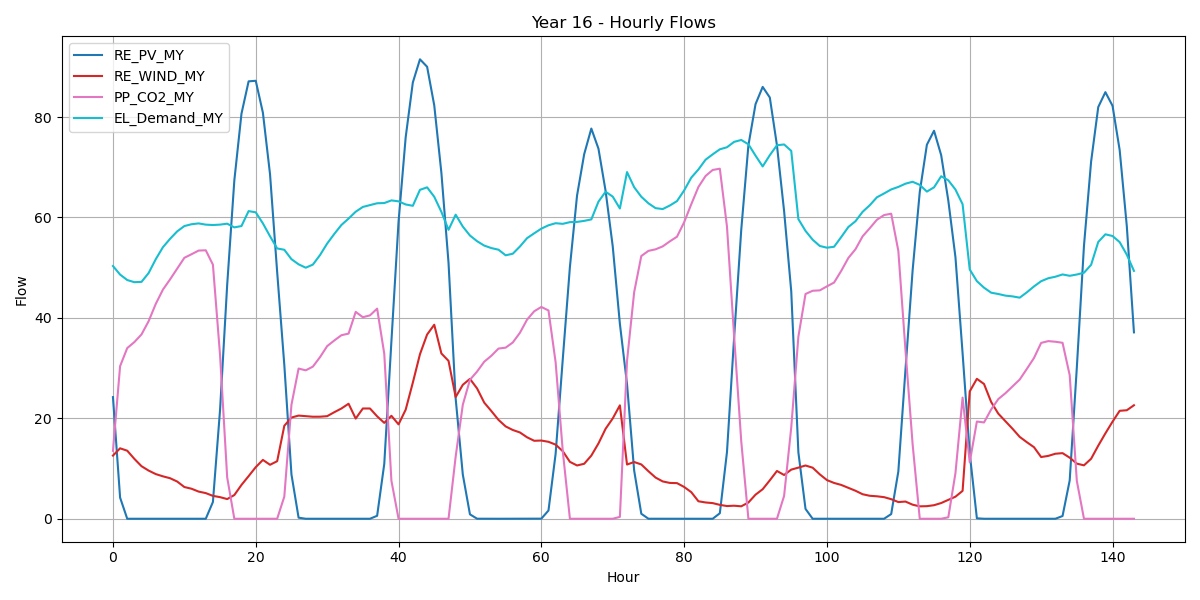 Year 16 - Hourly Flows
RE_PV_MY
RE_WIND_MY
PP_CO2_MY
EL_Demand_MY
Flow
80
60
40
20
0
0 20 40 60 80 100 120 140
Hour